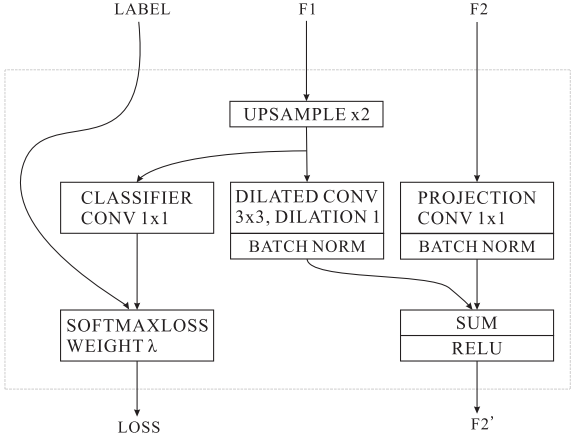 LABEL
F1
F2
UPSAMPLE x2
CLASSIFIER
CONV 1x1
DILATED CONV
3x3, DILATION 1
BATCH NORM
PROJECTION
CONV 1x1
BATCH NORM
SOFTMAXLOSS
WEIGHT λ
SUM
RELU
LOSS
F2'